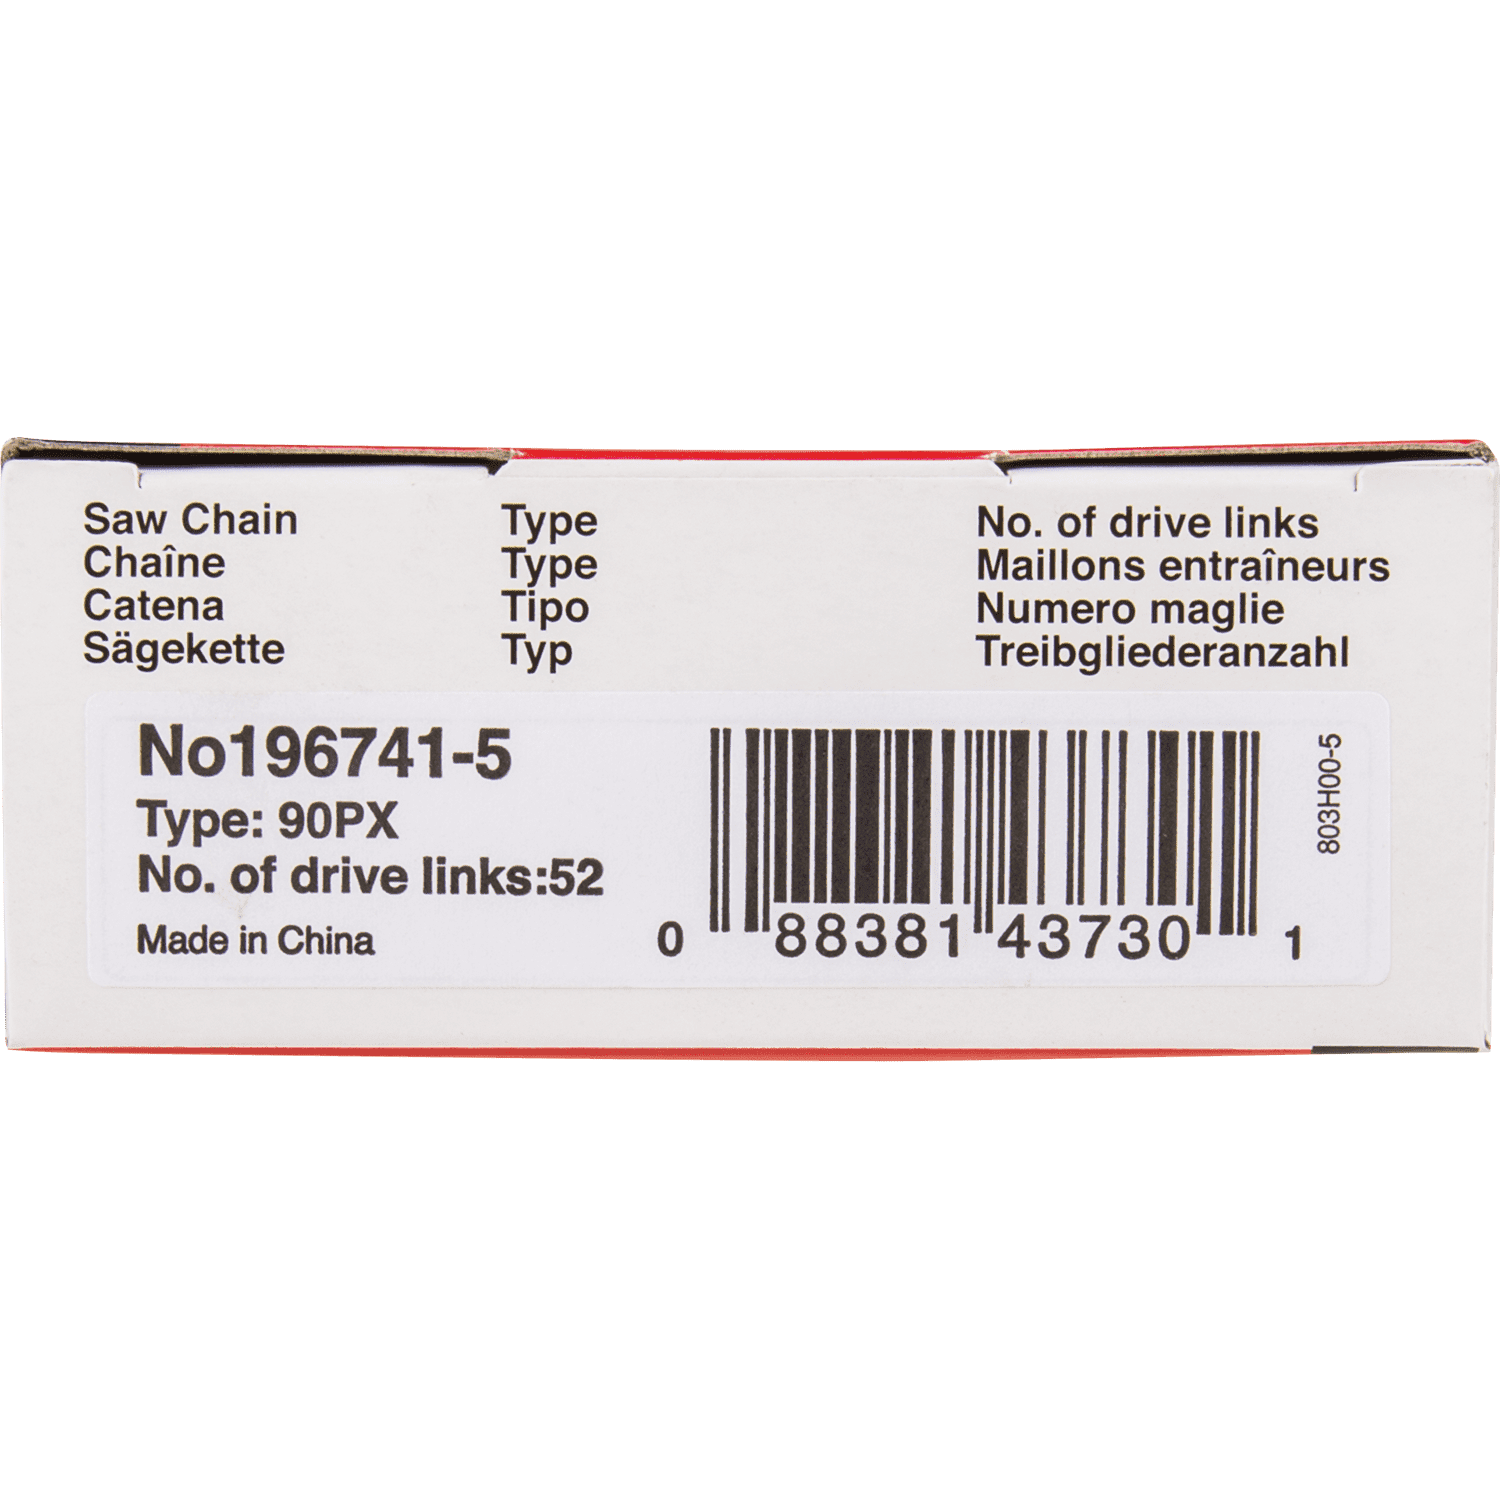 Saw Chain Type No. of drive links
Chaîne Type Maillons entraîneurs
Catena Tipo Numero maglie
Sägekette Typ Treibgliederanzahl
No196741-5
Type: 90PX
No. of drive links:52
Made in China
0 88381 43730 1
803H00-5